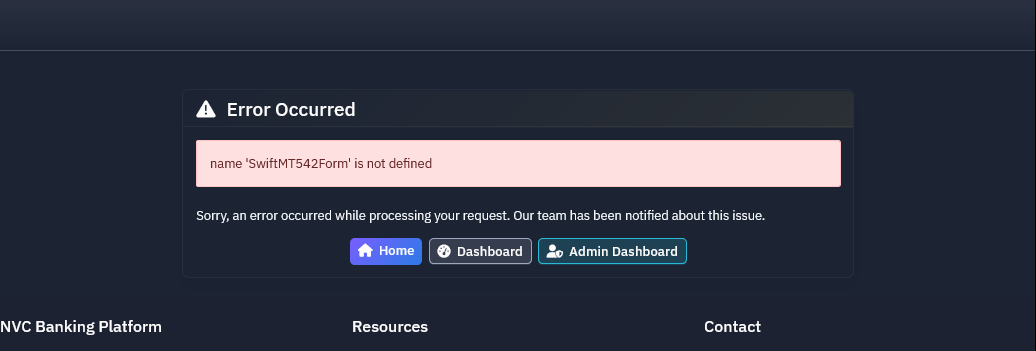 Error Occurred
name 'SwiftMT542Form' is not defined
Sorry, an error occurred while processing your request. Our team has been notified about this issue.
Home Dashboard Admin Dashboard
NVC Banking Platform Resources Contact